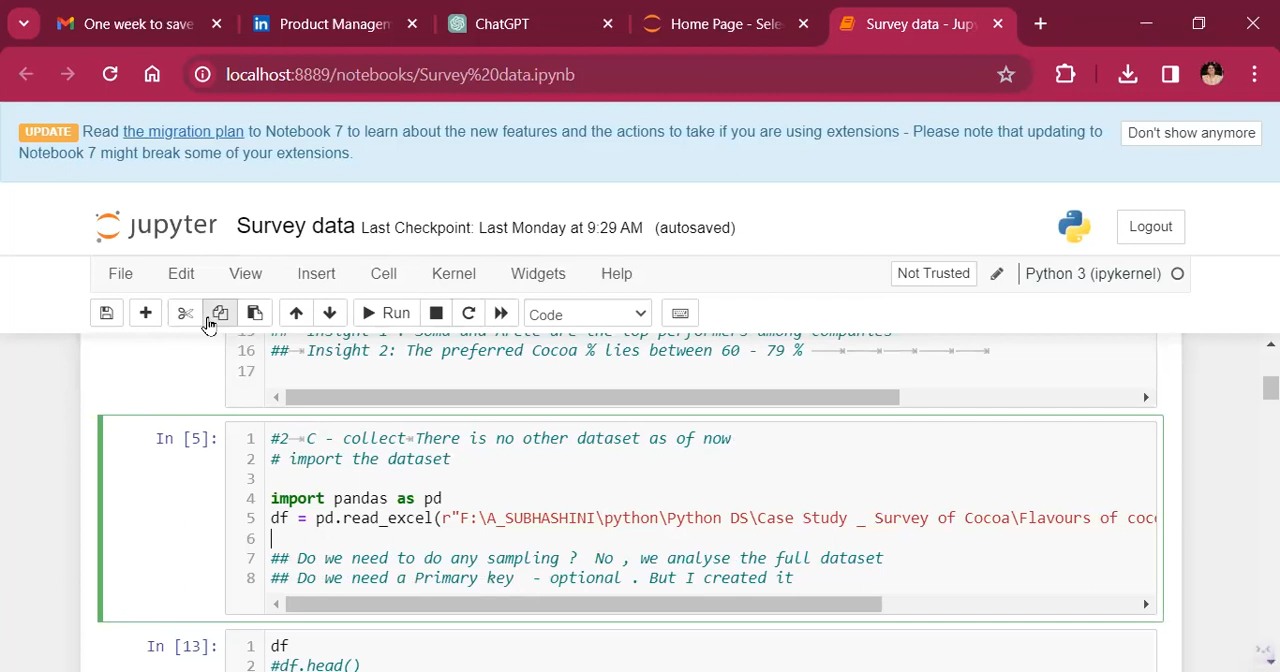 One week to save
Product Managem
ChatGPT
Home Page - Sele
Survey data - Jup
localhost:8889/notebooks/Survey%20data.ipynb
UPDATE Read the migration plan to Notebook 7 to learn about the new features and the actions to take if you are using extensions - Please note that updating to
Notebook 7 might break some of your extensions.
Don't show anymore
jupyter Survey data Last Checkpoint: Last Monday at 9:29 AM (autosaved)
Logout
File Edit View Insert Cell Kernel Widgets Help
Not Trusted
Python 3 (ipykernel)
Run
Code
16 ## Insight 2: The preferred Cocoa % lies between 60 - 79 %
17
In [5]:
1 #2 C - collect There is no other dataset as of now
2 # import the dataset
3
4 import pandas as pd
5 df = pd.read_excel(r"F:\A_SUBHASHINI\python\Python DS\Case Study _ Survey of Cocoa\Flavours of coco
6
7 ## Do we need to do any sampling ? No , we analyse the full dataset
8 ## Do we need a Primary key - optional . But I created it
In [13]:
1 df
2 #df.head()